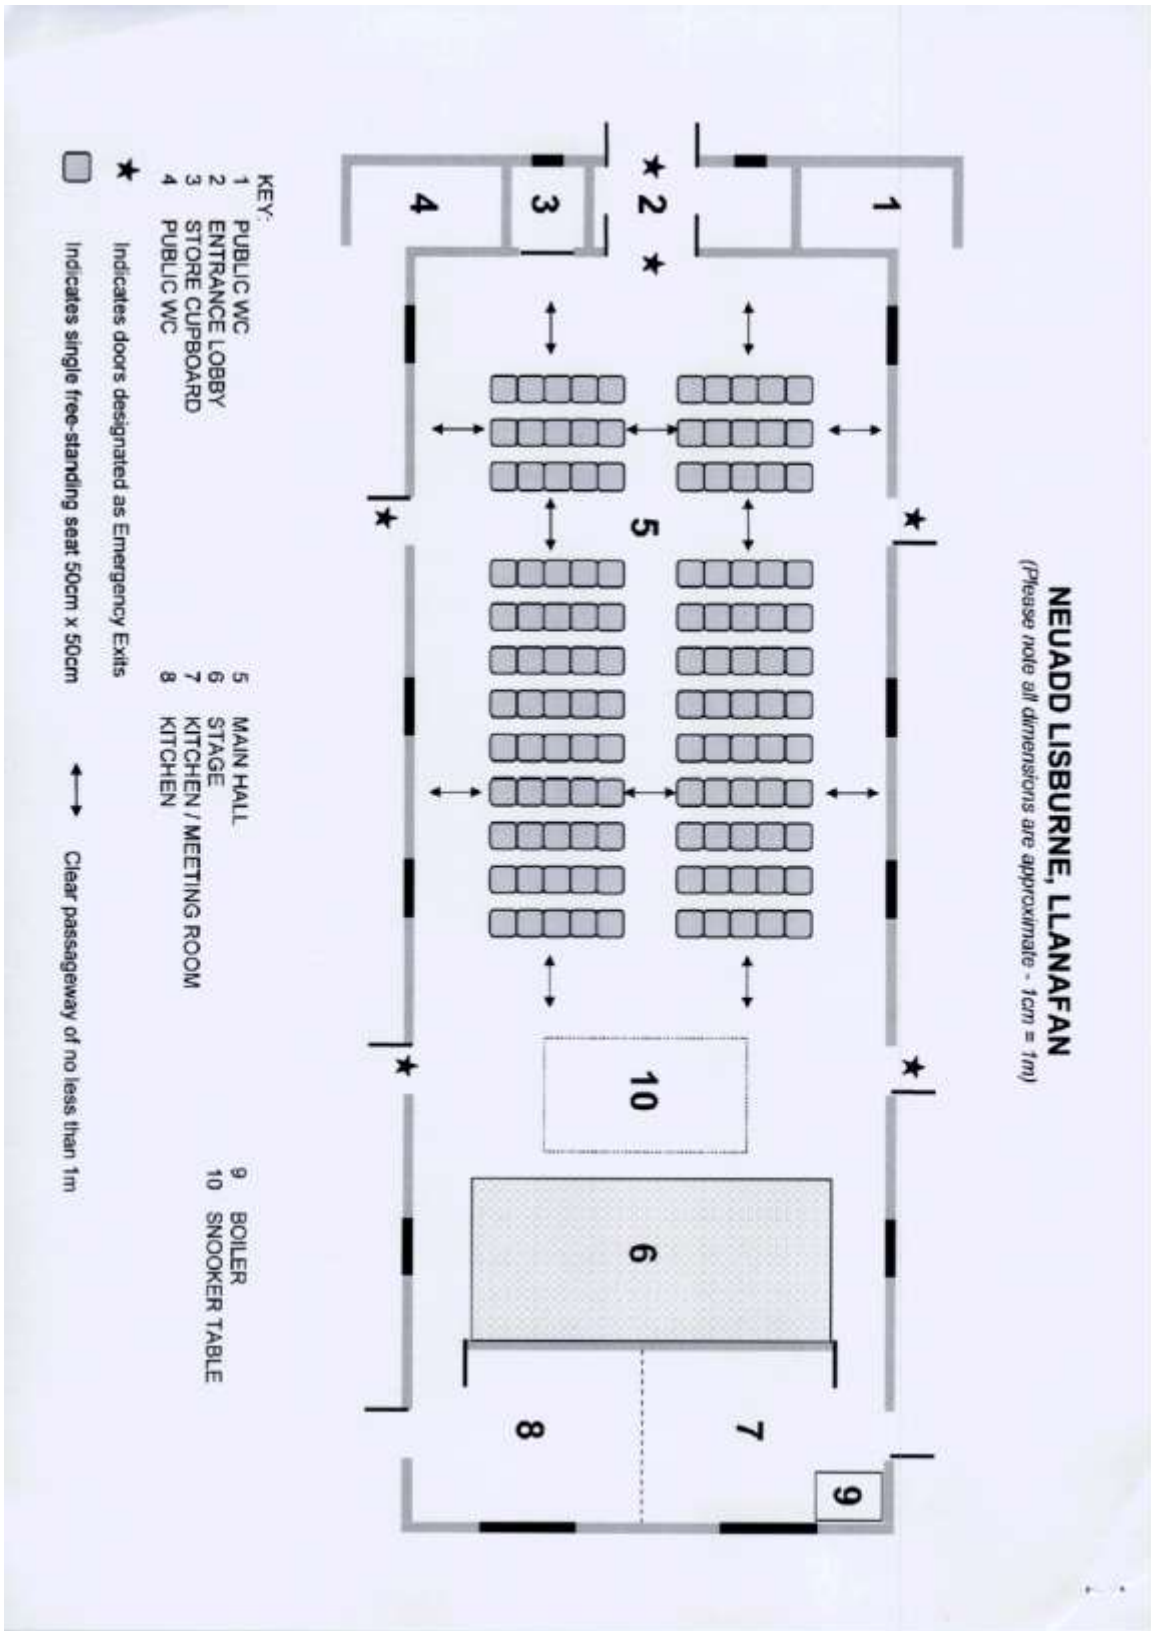 NEUADD LISBURNE, LLANAFAN
(Please note all dimensions are approximate - 1cm = 1m)
1
2
3
4
5
10
6
7
8
9
KEY:
1 PUBLIC WC
2 ENTRANCE LOBBY
3 STORE CUPBOARD
4 PUBLIC WC
5 MAIN HALL
6 STAGE
7 KITCHEN / MEETING ROOM
8 KITCHEN
9 BOILER
10 SNOOKER TABLE
Indicates doors designated as Emergency Exits
Indicates single free-standing seat 50cm x 50cm
Clear passageway of no less than 1m